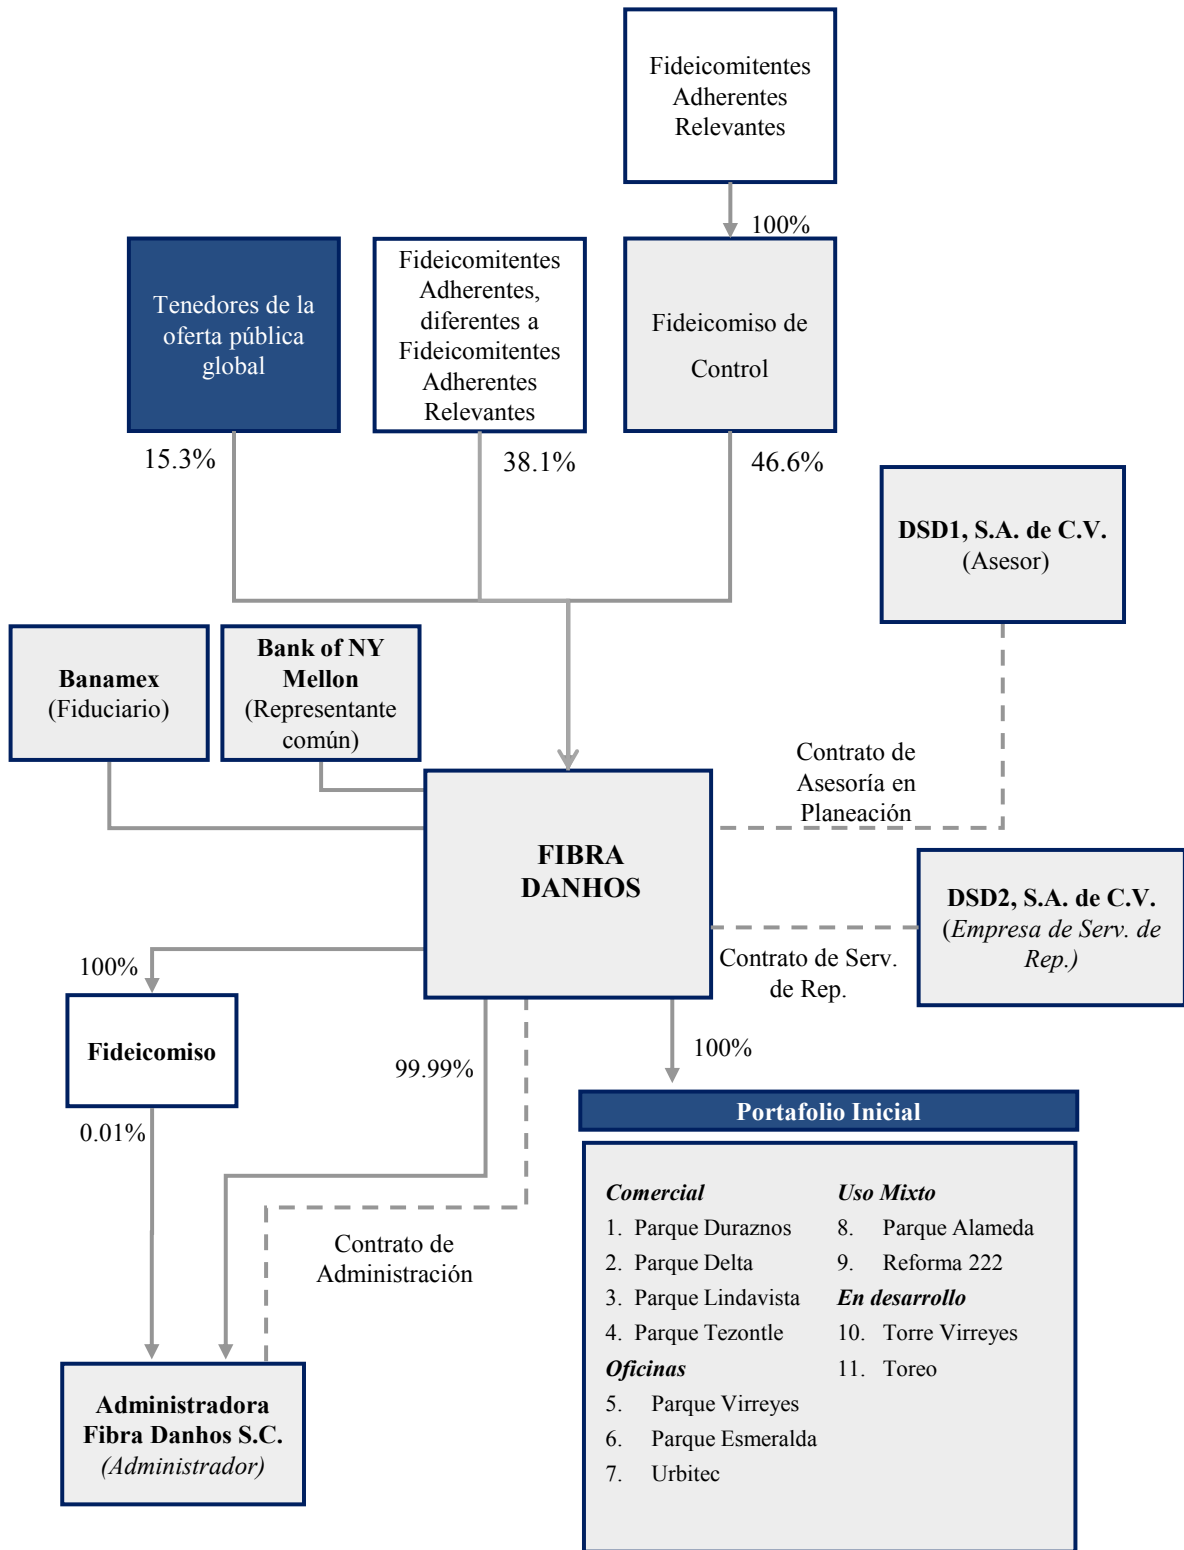 Fideicomitentes
Adherentes
Relevantes
100%
Tenedores de la
oferta pública
global
Fideicomitentes
Adherentes,
diferentes a
Fideicomitentes
Adherentes
Relevantes
Fideicomiso de
Control
15.3%
38.1%
46.6%
DSD1, S.A. de C.V.
(Asesor)
Banamex
(Fiduciario)
Bank of NY
Mellon
(Representante
común)
Contrato de
Asesoría en
Planeación
FIBRA
DANHOS
DSD2, S.A. de C.V.
(Empresa de Serv. de
Rep.)
Contrato de Serv.
de Rep.
100%
Fideicomiso
0.01%
99.99%
100%
Contrato de
Administración
Administradora
Fibra Danhos S.C.
(Administrador)
Portafolio Inicial
Comercial
1. Parque Duraznos
2. Parque Delta
3. Parque Lindavista
4. Parque Tezontle
Oficinas
5. Parque Virreyes
6. Parque Esmeralda
7. Urbitec
Uso Mixto
8. Parque Alameda
9. Reforma 222
En desarrollo
10. Torre Virreyes
11. Toreo